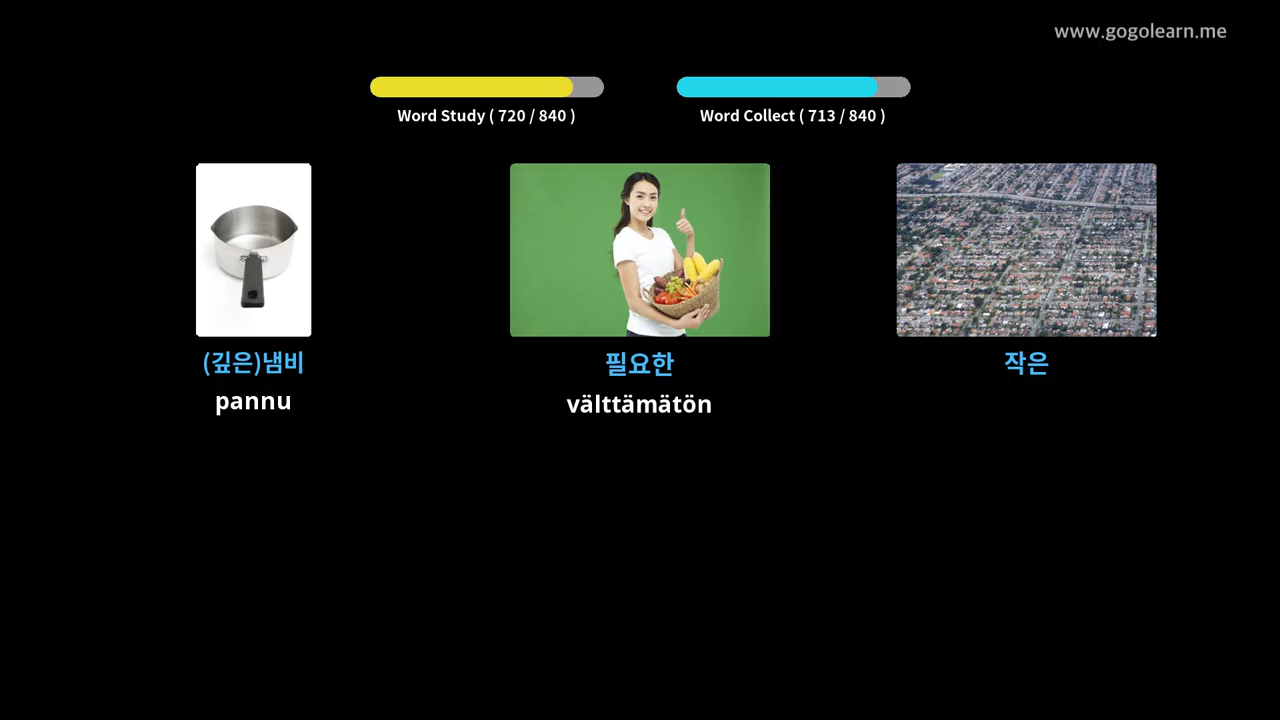 www.gogolearn.me
Word Study ( 720 / 840 )
Word Collect ( 713 / 840 )
(깊은)냄비
필요한
작은
pannu
välttämätön